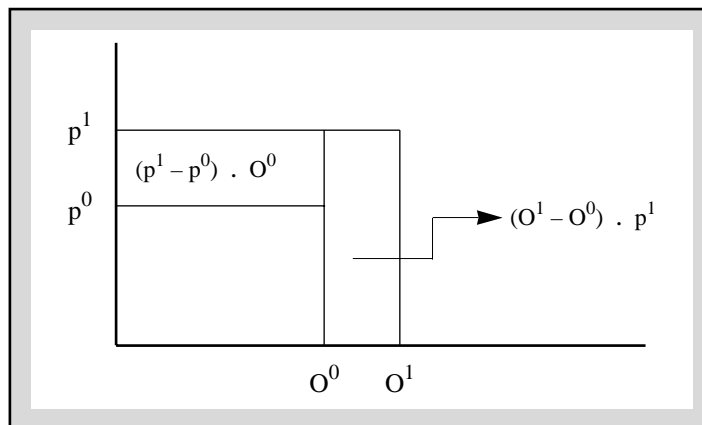 p¹
(p¹ – p⁰) . O⁰
p⁰
(O¹ – O⁰) . p¹
O⁰ O¹